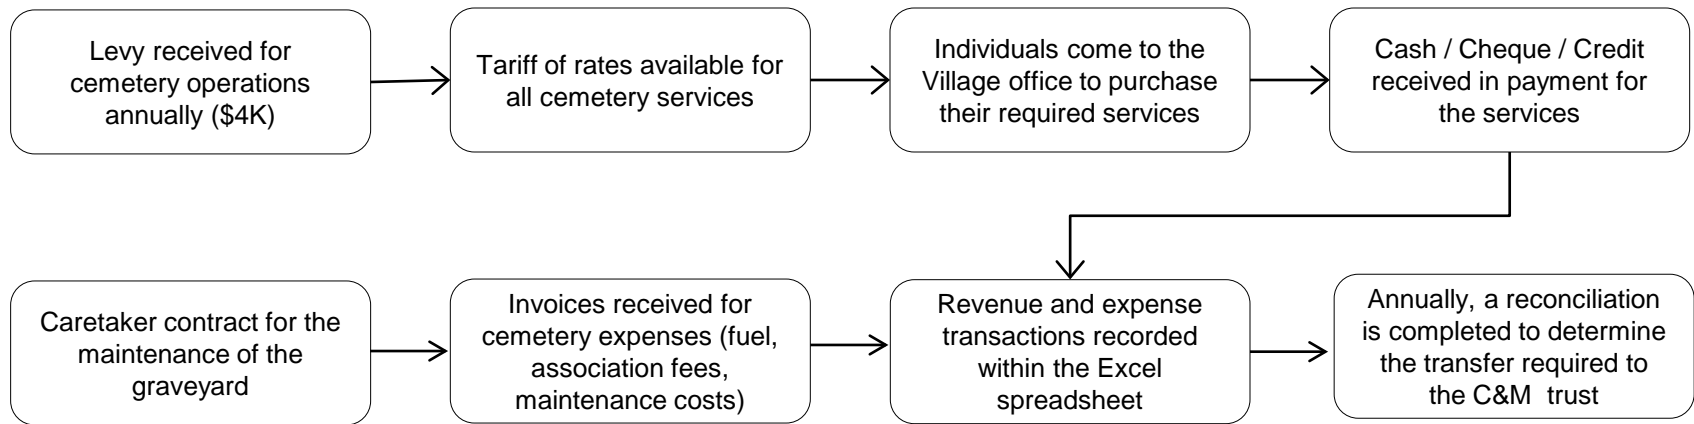 Levy received for
cemetery operations
annually ($4K)
Tariff of rates available for
all cemetery services
Individuals come to the
Village office to purchase
their required services
Cash / Cheque / Credit
received in payment for
the services
Caretaker contract for the
maintenance of the
graveyard
Invoices received for
cemetery expenses (fuel,
association fees,
maintenance costs)
Revenue and expense
transactions recorded
within the Excel
spreadsheet
Annually, a reconciliation
is completed to determine
the transfer required to
the C&M trust